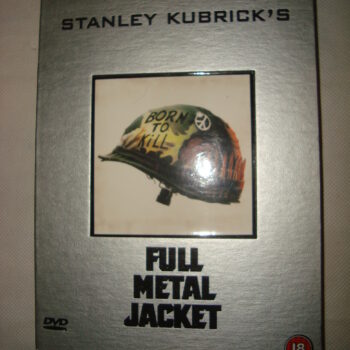 STANLEY KUBRICK'S
BORN
TO
KILL
FULL
METAL
JACKET
DVD
18